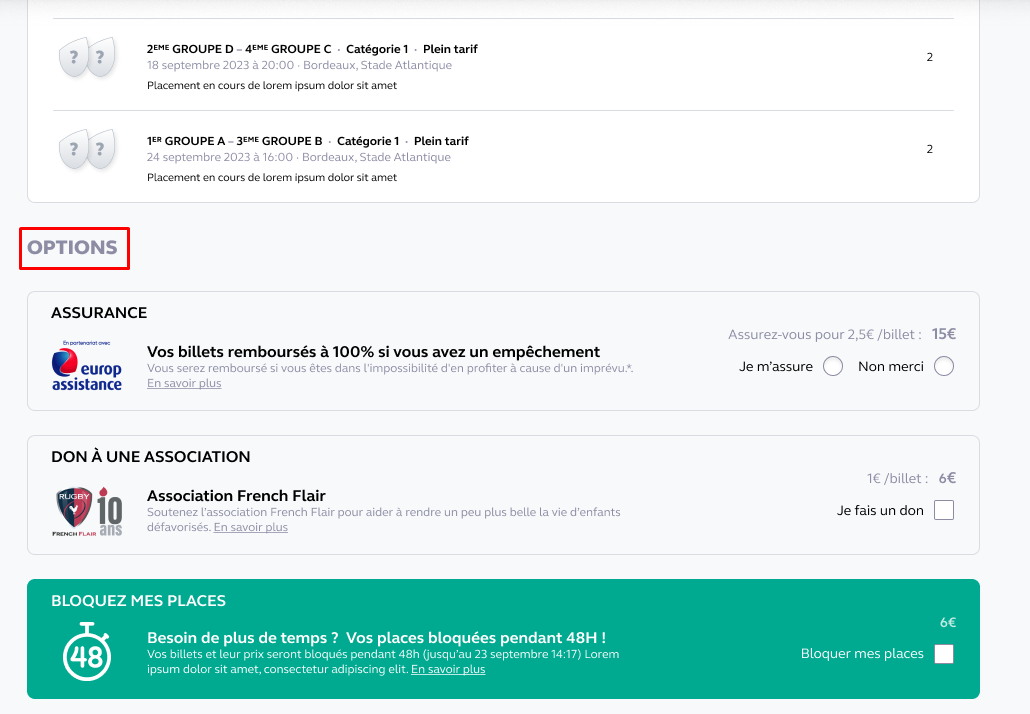 ? ?
2EME GROUPE D – 4EME GROUPE C · Catégorie 1 · Plein tarif
18 septembre 2023 à 20:00 · Bordeaux, Stade Atlantique
Placement en cours de lorem ipsum dolor sit amet
2
? ?
1ER GROUPE A – 3EME GROUPE B · Catégorie 1 · Plein tarif
24 septembre 2023 à 16:00 · Bordeaux, Stade Atlantique
Placement en cours de lorem ipsum dolor sit amet
2
OPTIONS
ASSURANCE
En partenariat avec
europ
assistance
Vos billets remboursés à 100% si vous avez un empêchement
Vous serez remboursé si vous êtes dans l'impossibilité d'en profiter à cause d'un imprévu.*.
En savoir plus
Assurez-vous pour 2,5€ /billet : 15€
Je m'assure Non merci
DON À UNE ASSOCIATION
RUGBY
FRENCH FLAIR
10
ans
Association French Flair
Soutenez l'association French Flair pour aider à rendre un peu plus belle la vie d'enfants
défavorisés. En savoir plus
1€ /billet : 6€
Je fais un don
BLOQUEZ MES PLACES
48
Besoin de plus de temps ? Vos places bloquées pendant 48H !
Vos billets et leur prix seront bloqués pendant 48h (jusqu'au 23 septembre 14:17) Lorem
ipsum dolor sit amet, consectetur adipiscing elit. En savoir plus
6€
Bloquer mes places